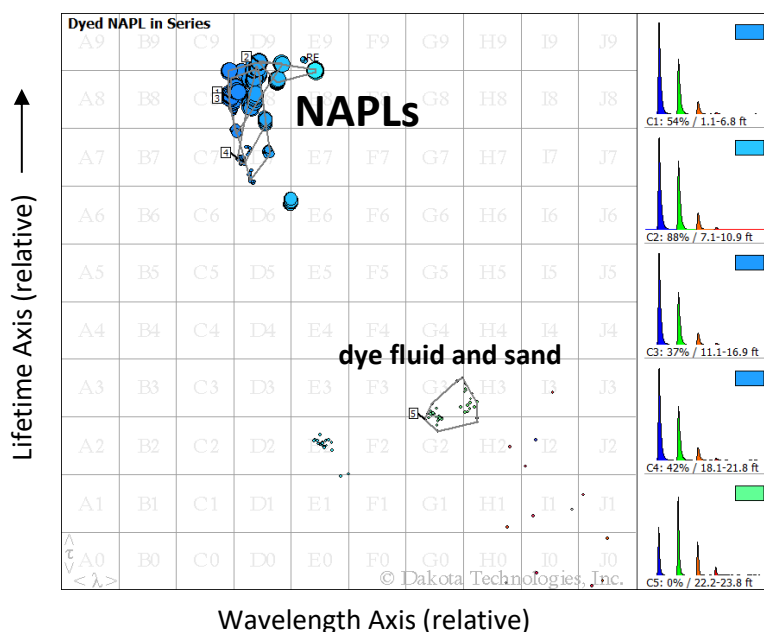 Dyed NAPL in Series
A9 B9 C9 D9 E9 F9 G9 H9 I9 J9
2
RE
A8 B8 C8 D8 E8 F8 G8 H8 I8 J8
1
3
NAPLs
A7 B7 C7 D7 E7 F7 G7 H7 I7 J7
4
A6 B6 C6 D6 E6 F6 G6 H6 I6 J6
A5 B5 C5 D5 E5 F5 G5 H5 I5 J5
A4 B4 C4 D4 E4 F4 G4 H4 I4 J4
dye fluid and sand
A3 B3 C3 D3 E3 F3 G3 H3 I3 J3
5
A2 B2 C2 D2 E2 F2 G2 H2 I2 J2
A1 B1 C1 D1 E1 F1 G1 H1 I1 J1
A0 B0 C0 D0 E0 F0 G0 H0 I0 J0
< τ >
< λ >
© Dakota Technologies, Inc.
C1: 54% / 1.1-6.8 ft
C2: 88% / 7.1-10.9 ft
C3: 37% / 11.1-16.9 ft
C4: 42% / 18.1-21.8 ft
C5: 0% / 22.2-23.8 ft
Lifetime Axis (relative)
Wavelength Axis (relative)